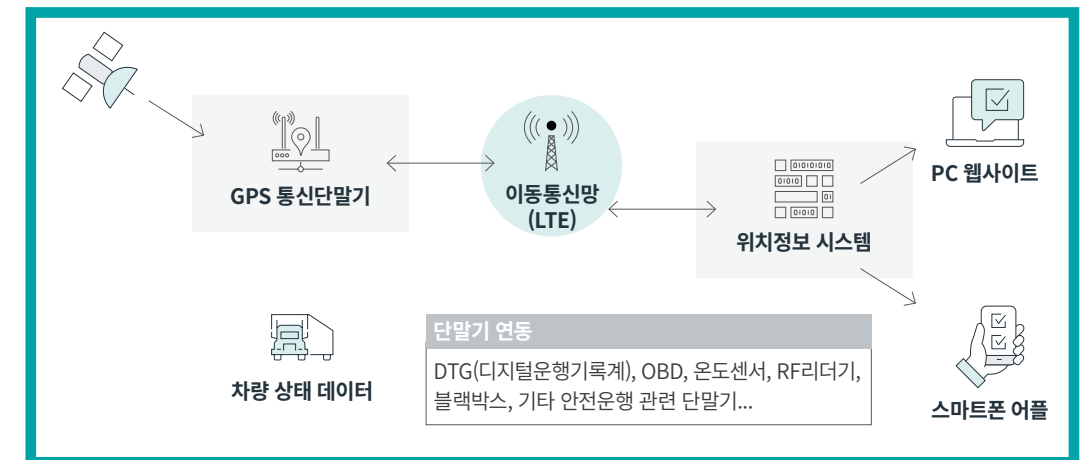 GPS 통신단말기
이동통신망
(LTE)
01010101
01010
01
01010
위치정보 시스템
PC 웹사이트
차량 상태 데이터
단말기 연동
DTG(디지털운행기록계), OBD, 온도센서, RF리더기,
블랙박스, 기타 안전운행 관련 단말기...
스마트폰 어플